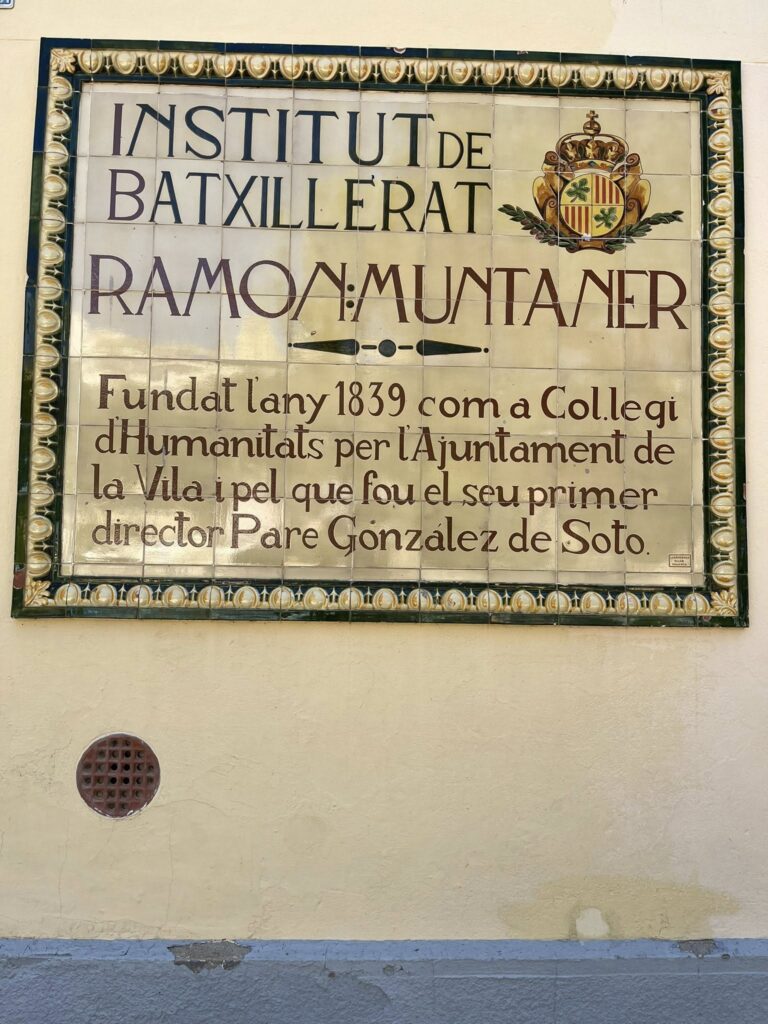 INSTITUT DE
BATXILLERAT
RAMON:MUNTANER
Fundat l'any 1839 com a Col.legi
d'Humanitats per l'Ajuntament de
la Vila i pel que fou el seu primer
director Pare González de Soto.